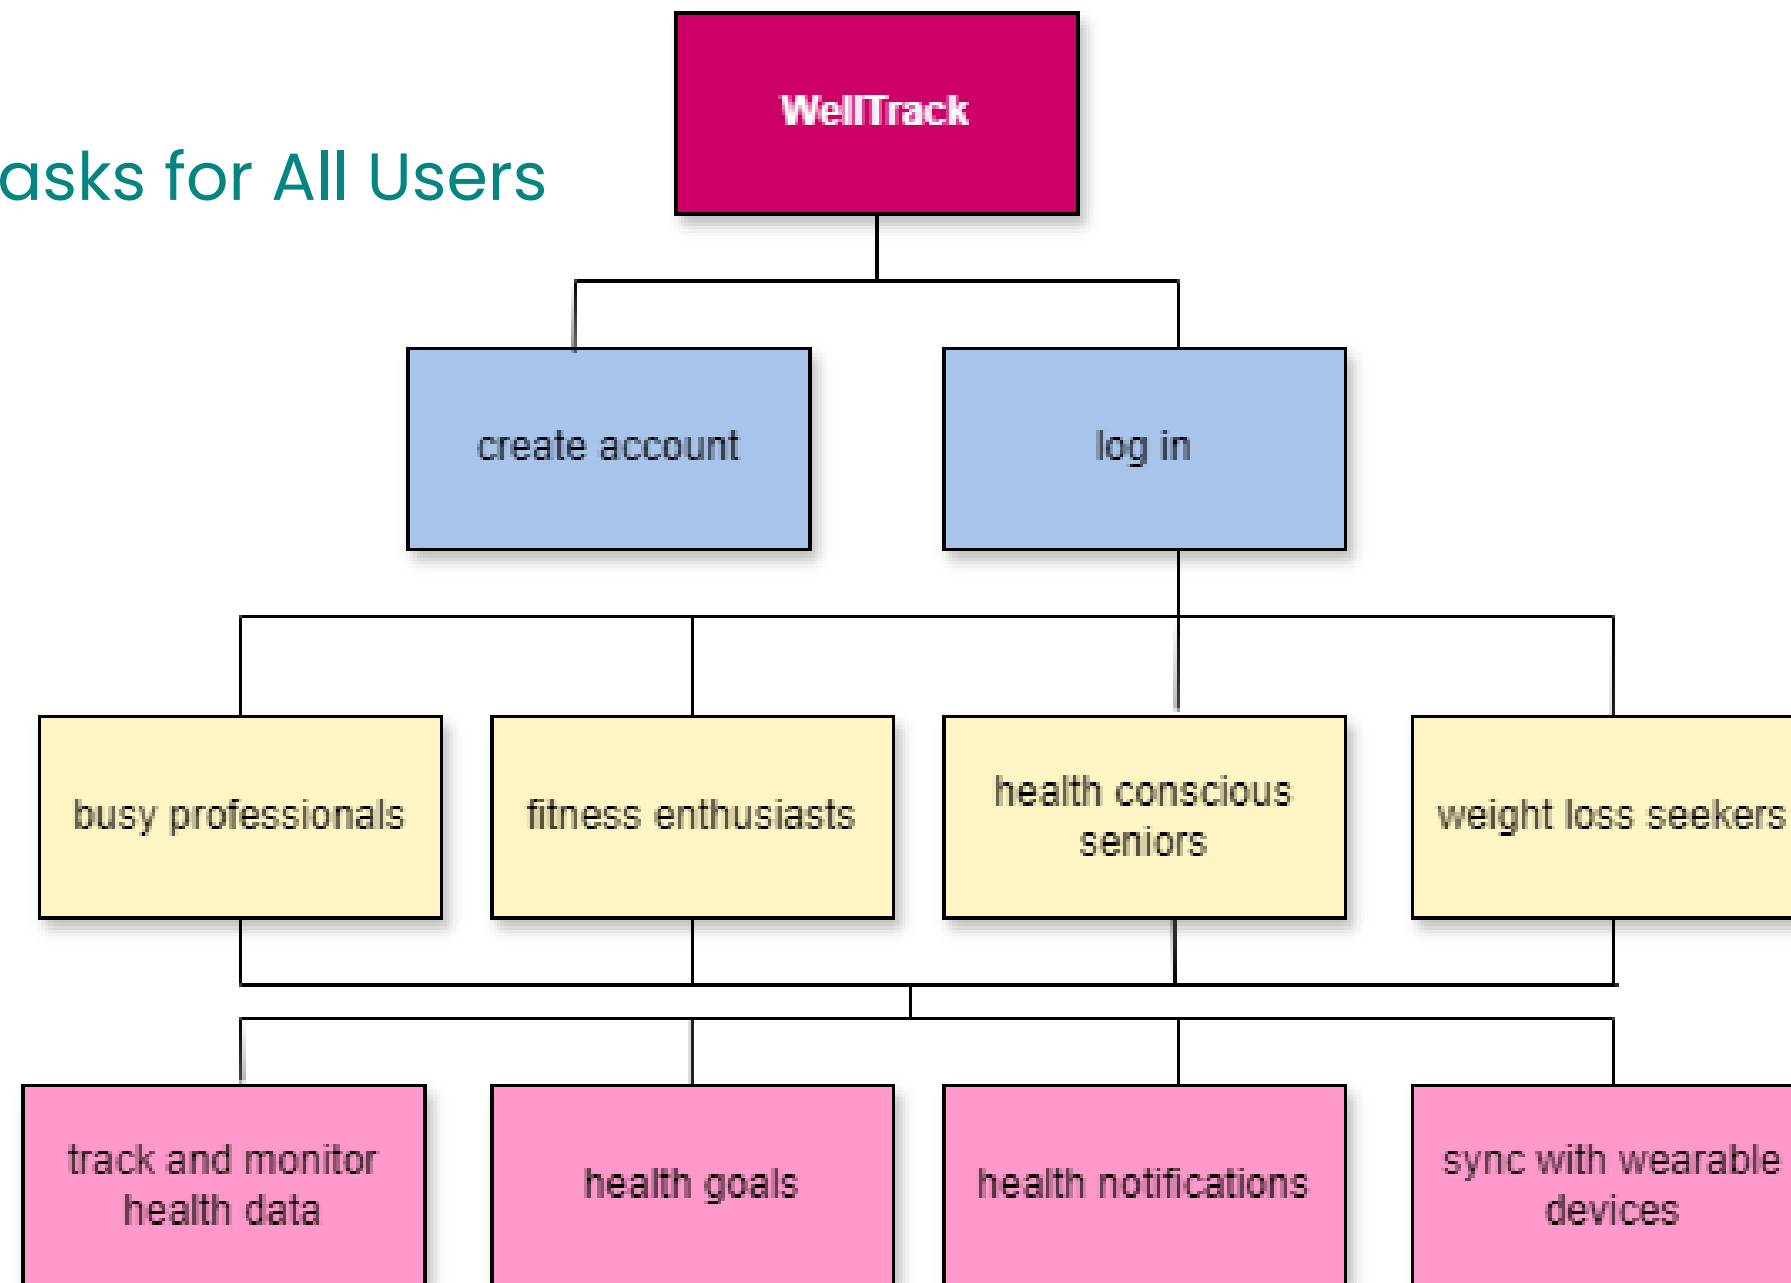 WellTrack
asks for All Users
create account
log in
busy professionals
fitness enthusiasts
health conscious
seniors
weight loss seekers
track and monitor
health data
health goals
health notifications
sync with wearable
devices